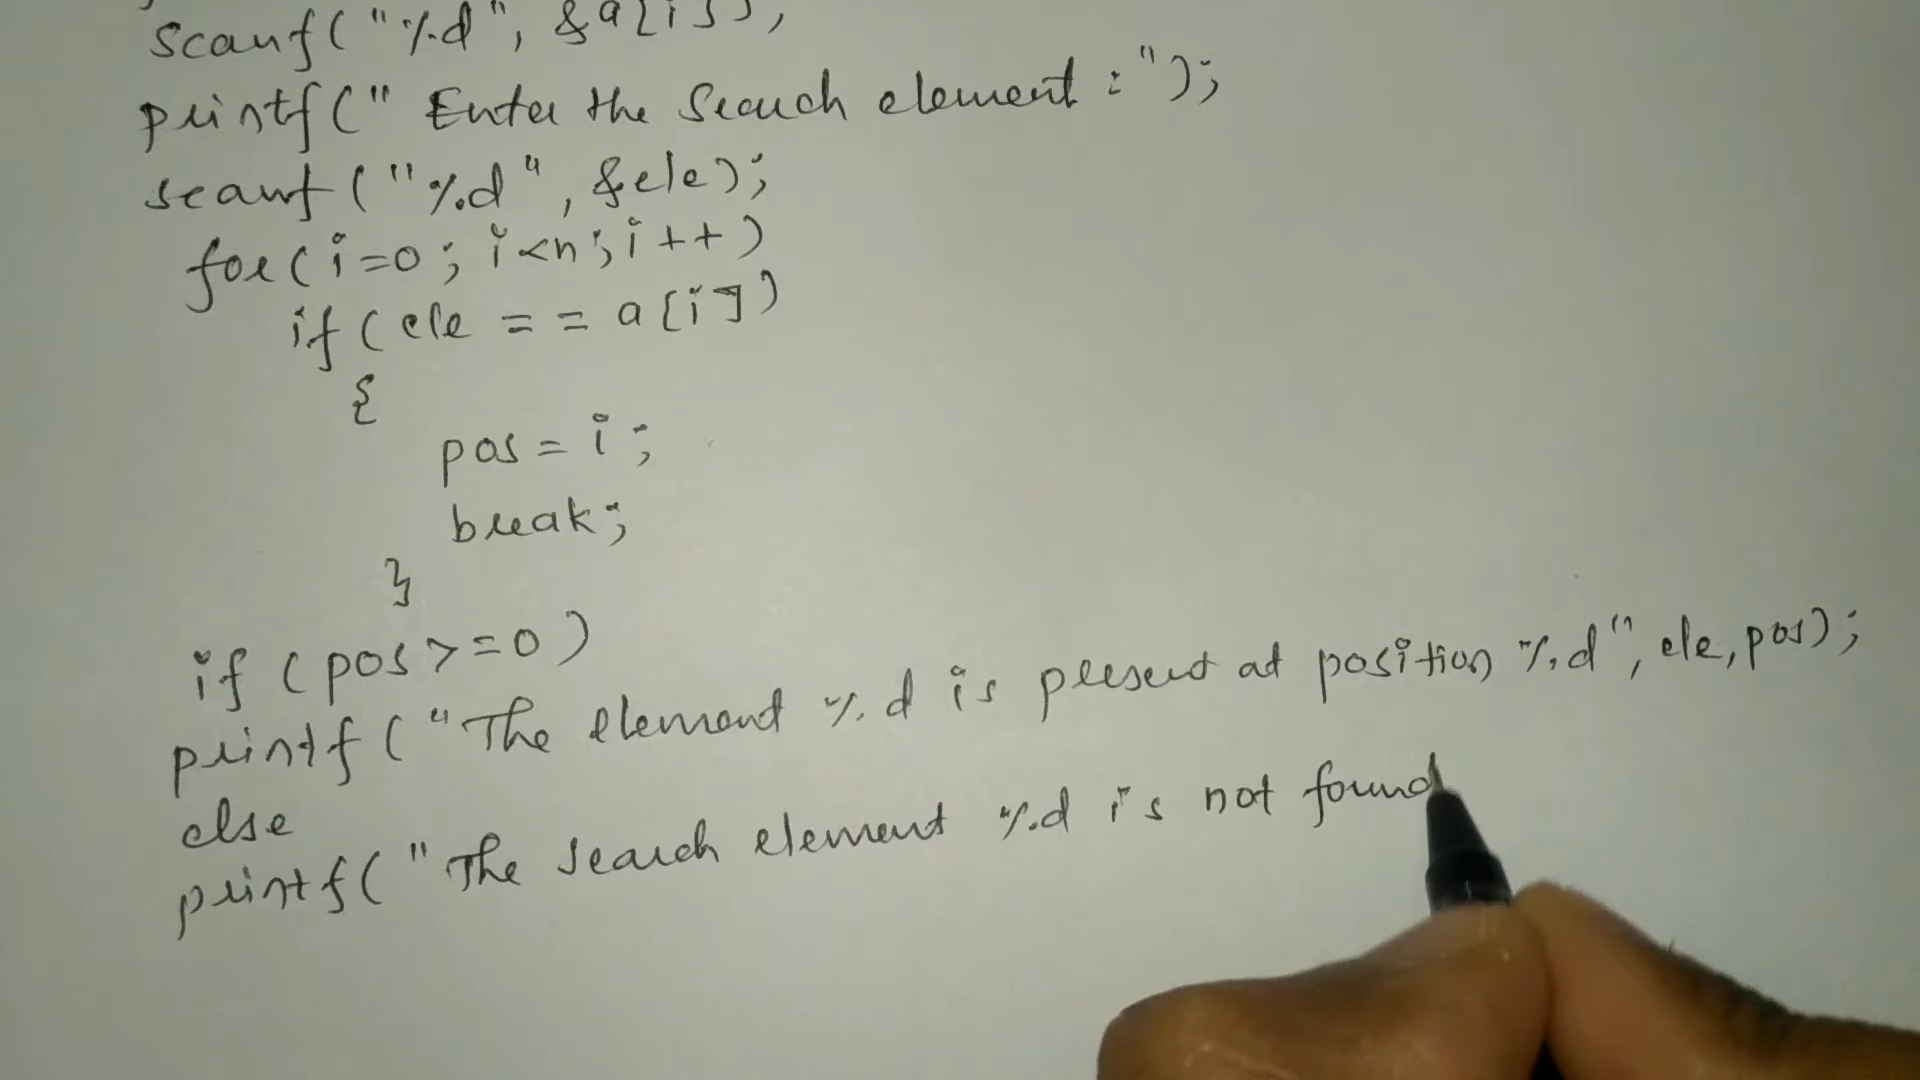 scanf("%d", &a[i]);
printf(" Enter the Search element :");
scanf("%d", &ele);
for(i=0; i<n; i++)
if(ele == a[i])
{
pos = i;
break;
}
if (pos>=0)
printf("The element %d is present at position %d", ele, pos);
else
printf("The search element %d is not found